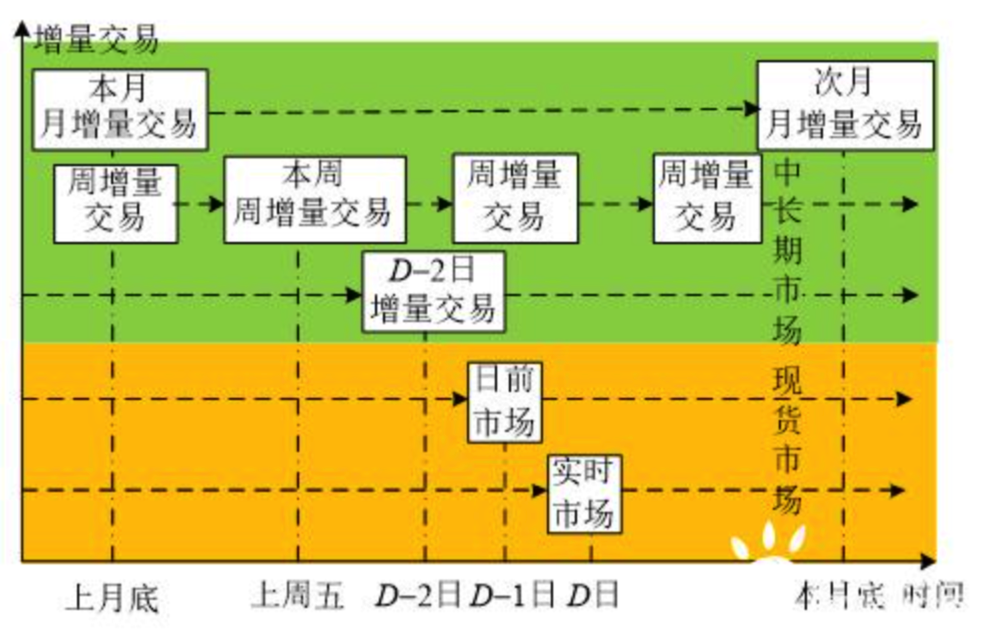 增量交易
本月
月增量交易
次月
月增量交易
周增量
交易
本周
周增量交易
周增量
交易
周增量
交易
中长期市场
D-2日
增量交易
日前
市场
现货市场
实时
市场
上月底
上周五
D-2日
D-1日
D日
本月底
时间